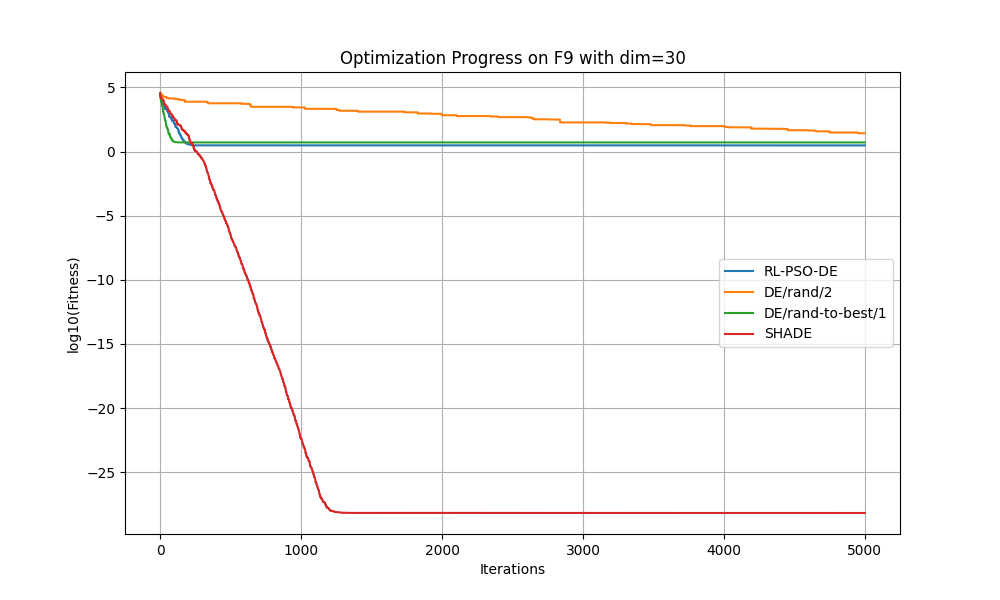 Optimization Progress on F9 with dim=30
log10(Fitness)
5
0
−5
−10
−15
−20
−25
RL-PSO-DE
DE/rand/2
DE/rand-to-best/1
SHADE
0 1000 2000 3000 4000 5000
Iterations